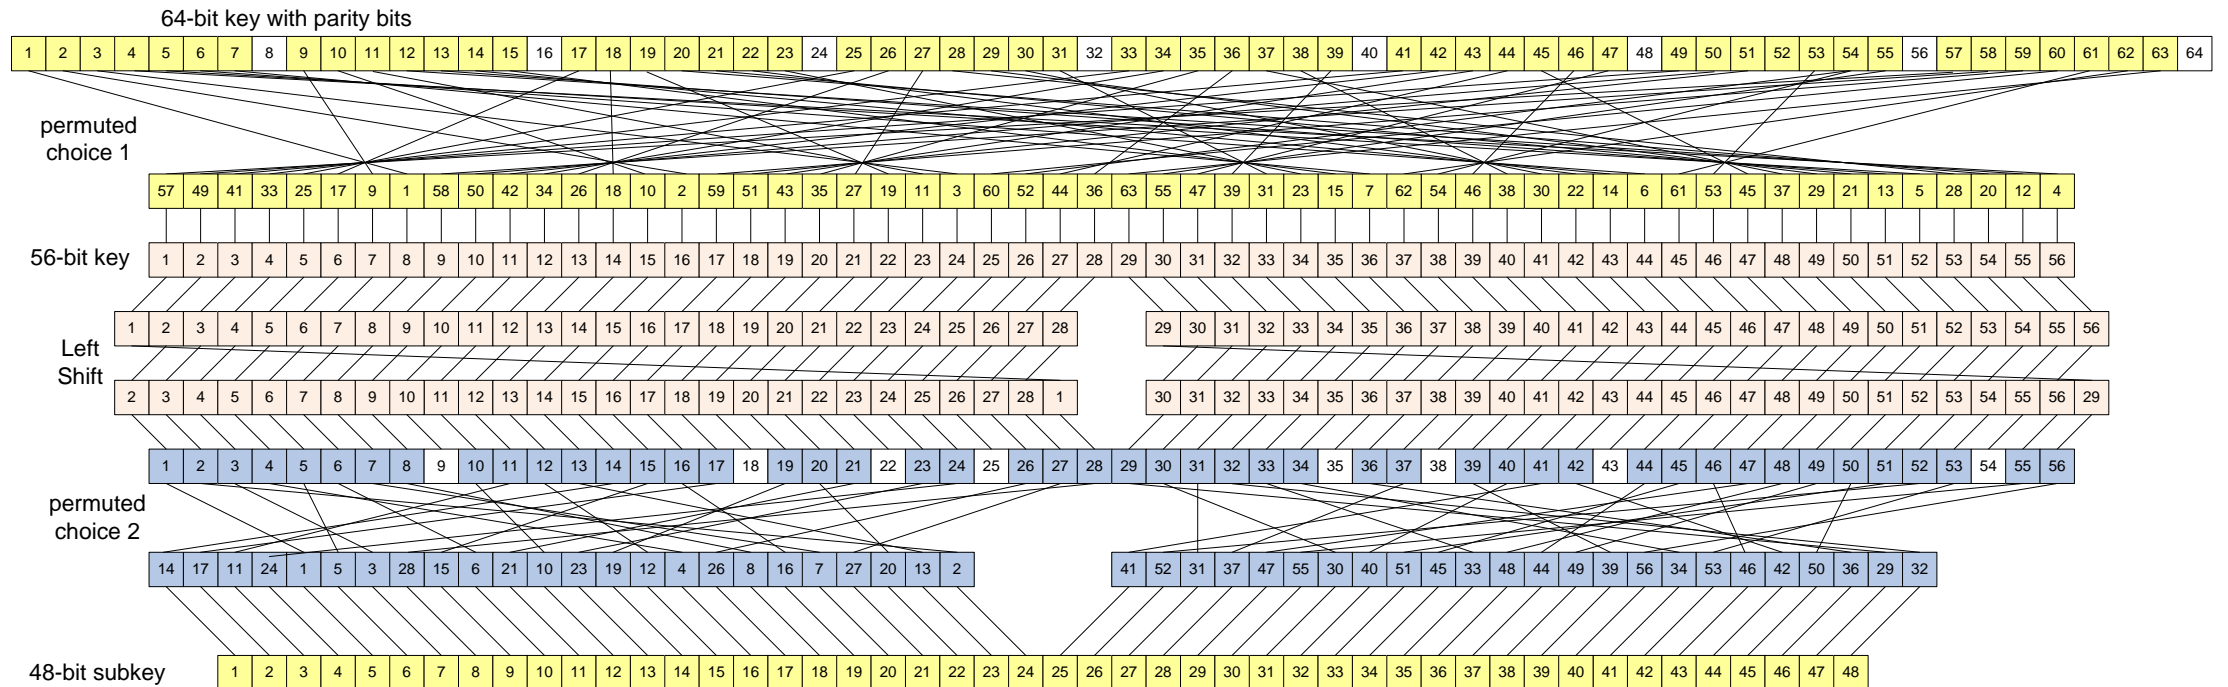 64-bit key with parity bits
1 2 3 4 5 6 7 8 9 10 11 12 13 14 15 16 17 18 19 20 21 22 23 24 25 26 27 28 29 30 31 32 33 34 35 36 37 38 39 40 41 42 43 44 45 46 47 48 49 50 51 52 53 54 55 56 57 58 59 60 61 62 63 64
permuted
choice 1
57 49 41 33 25 17 9 1 58 50 42 34 26 18 10 2 59 51 43 35 27 19 11 3 60 52 44 36 63 55 47 39 31 23 15 7 62 54 46 38 30 22 14 6 61 53 45 37 29 21 13 5 28 20 12 4
56-bit key
1 2 3 4 5 6 7 8 9 10 11 12 13 14 15 16 17 18 19 20 21 22 23 24 25 26 27 28 29 30 31 32 33 34 35 36 37 38 39 40 41 42 43 44 45 46 47 48 49 50 51 52 53 54 55 56
1 2 3 4 5 6 7 8 9 10 11 12 13 14 15 16 17 18 19 20 21 22 23 24 25 26 27 28 29 30 31 32 33 34 35 36 37 38 39 40 41 42 43 44 45 46 47 48 49 50 51 52 53 54 55 56
Left
Shift
2 3 4 5 6 7 8 9 10 11 12 13 14 15 16 17 18 19 20 21 22 23 24 25 26 27 28 1 30 31 32 33 34 35 36 37 38 39 40 41 42 43 44 45 46 47 48 49 50 51 52 53 54 55 56 29
1 2 3 4 5 6 7 8 9 10 11 12 13 14 15 16 17 18 19 20 21 22 23 24 25 26 27 28 29 30 31 32 33 34 35 36 37 38 39 40 41 42 43 44 45 46 47 48 49 50 51 52 53 54 55 56
permuted
choice 2
14 17 11 24 1 5 3 28 15 6 21 10 23 19 12 4 26 8 16 7 27 20 13 2 41 52 31 37 47 55 30 40 51 45 33 48 44 49 39 56 34 53 46 42 50 36 29 32
48-bit subkey
1 2 3 4 5 6 7 8 9 10 11 12 13 14 15 16 17 18 19 20 21 22 23 24 25 26 27 28 29 30 31 32 33 34 35 36 37 38 39 40 41 42 43 44 45 46 47 48